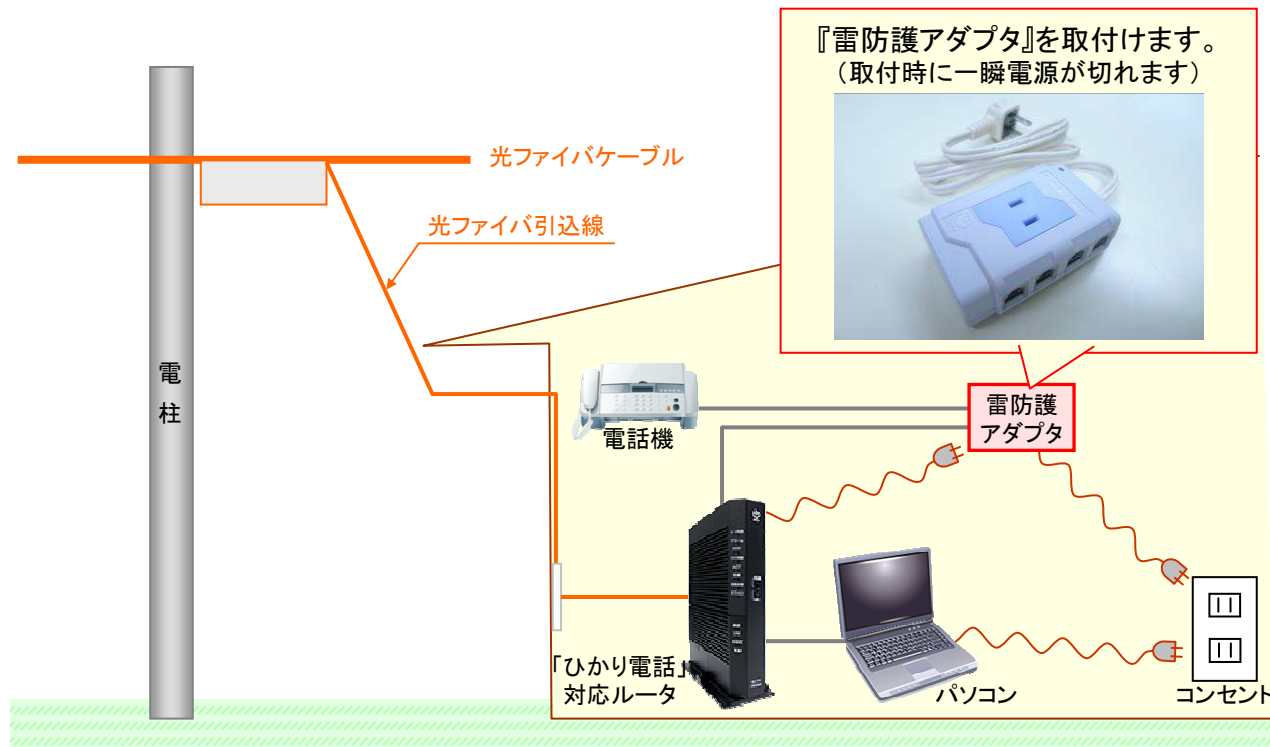 『雷防護アダプタ』を取付けます。
（取付時に一瞬電源が切れます）
光ファイバケーブル
光ファイバ引込線
電
柱
電話機
雷防護
アダプタ
「ひかり電話」
対応ルータ
パソコン
コンセント